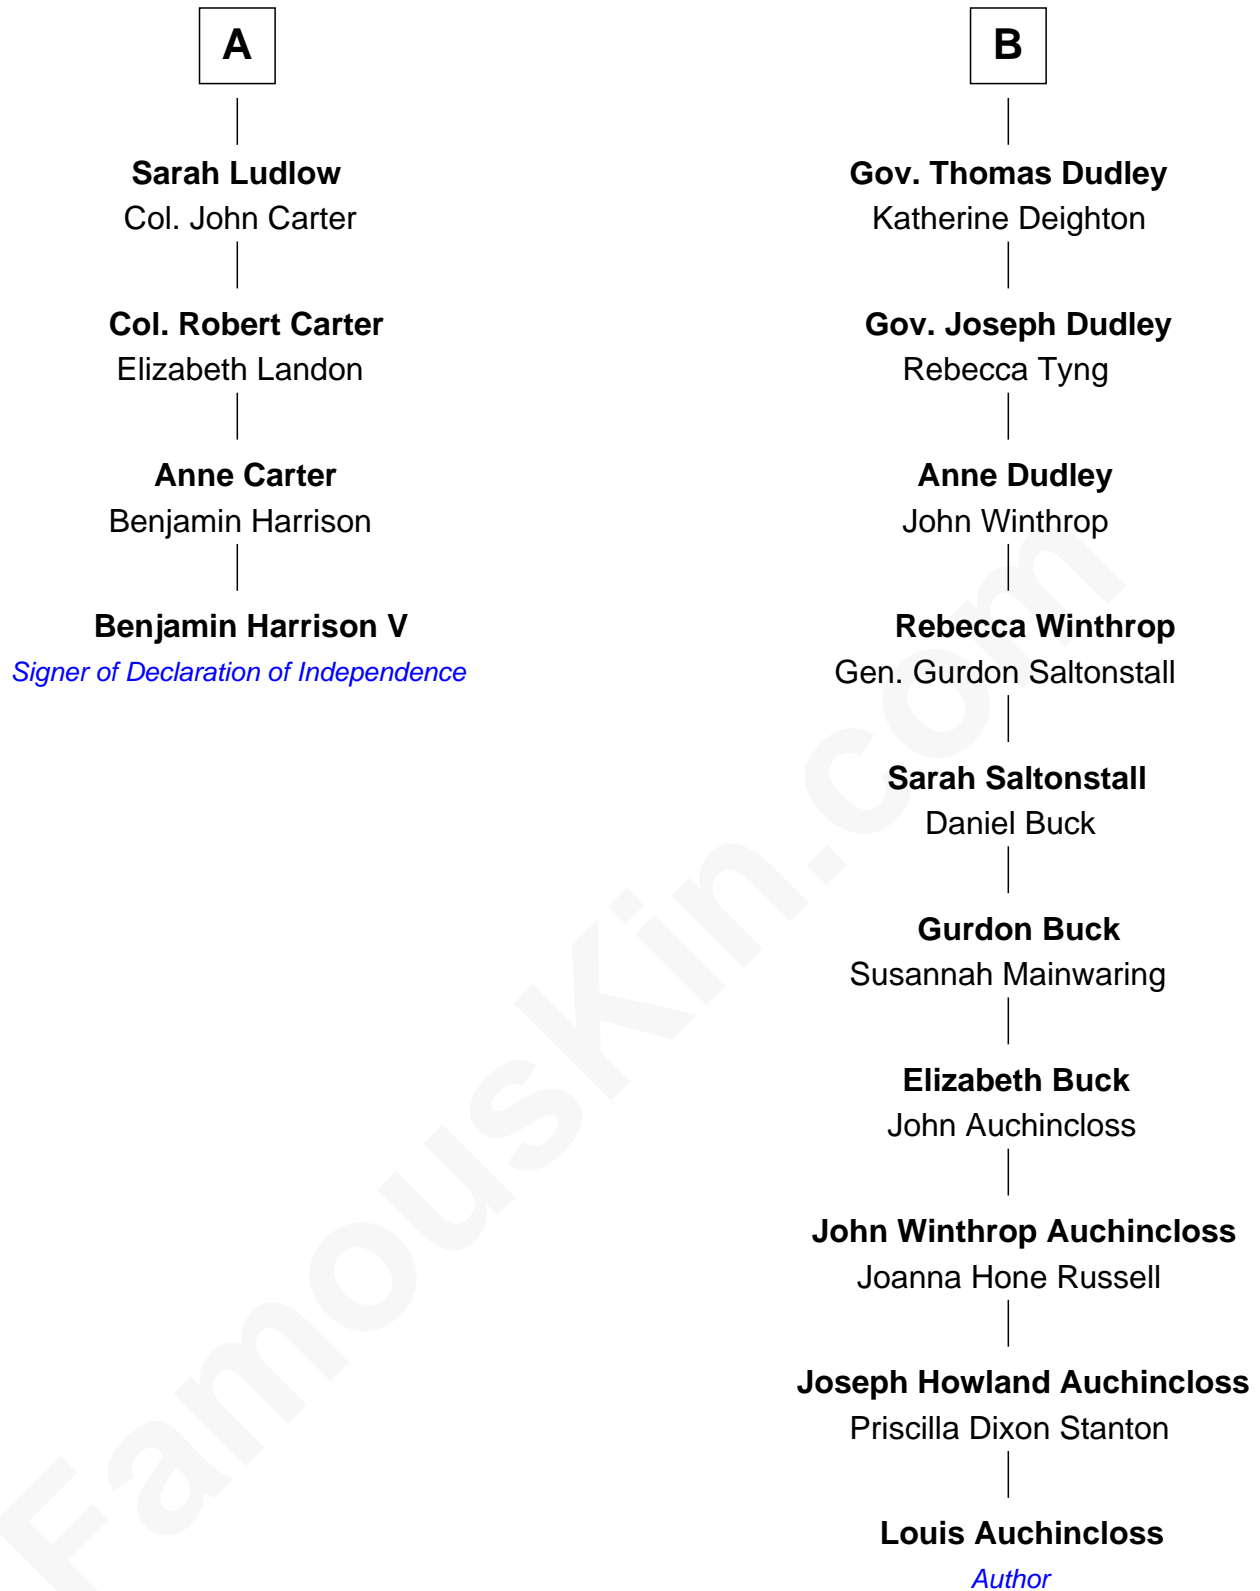 A
Sarah Ludlow
Col. John Carter
Col. Robert Carter
Elizabeth Landon
Anne Carter
Benjamin Harrison
Benjamin Harrison V
Signer of Declaration of Independence
B
Gov. Thomas Dudley
Katherine Deighton
Gov. Joseph Dudley
Rebecca Tyng
Anne Dudley
John Winthrop
Rebecca Winthrop
Gen. Gurdon Saltonstall
Sarah Saltonstall
Daniel Buck
Gurdon Buck
Susannah Mainwaring
Elizabeth Buck
John Auchincloss
John Winthrop Auchincloss
Joanna Hone Russell
Joseph Howland Auchincloss
Priscilla Dixon Stanton
Louis Auchincloss
Author
FamousKin.com